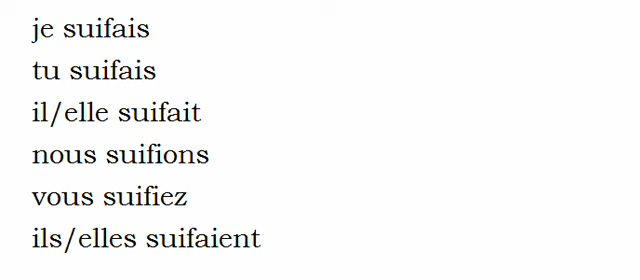 je suifais
tu suifais
il/elle suifait
nous suifions
vous suifiez
ils/elles suifaient